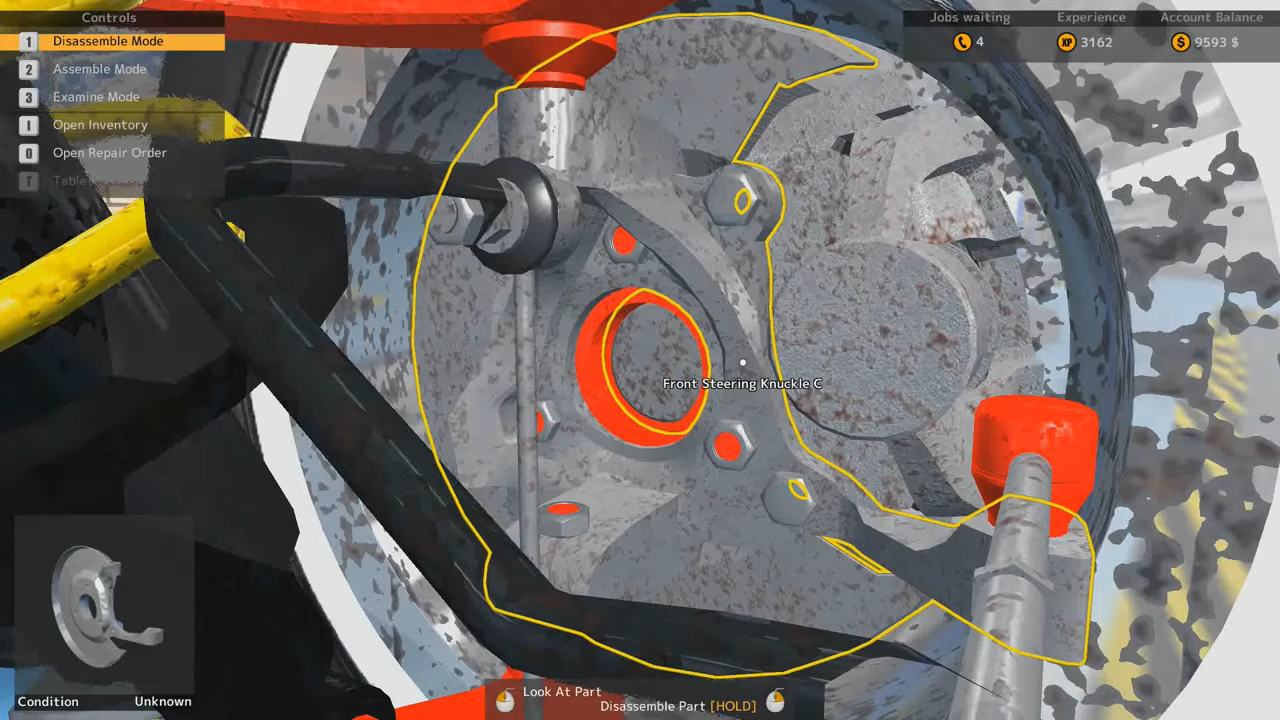 Controls
1 Disassemble Mode
2 Assemble Mode
3 Examine Mode
I Open Inventory
O Open Repair Order
T Tablet
Jobs waiting Experience Account Balance
4 XP 3162 $ 9593 $
Front Steering Knuckle C
Condition Unknown
Look At Part
Disassemble Part [HOLD]